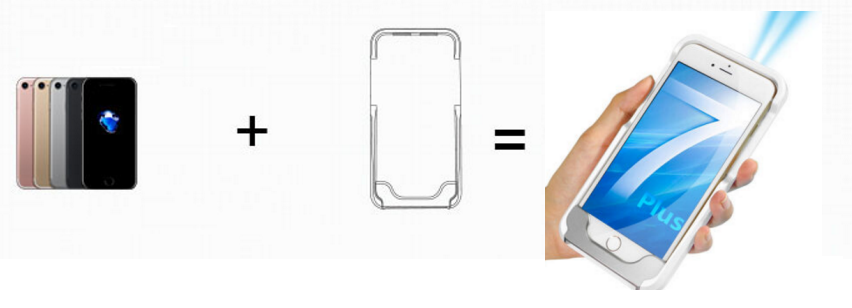 +
=
7
Plus